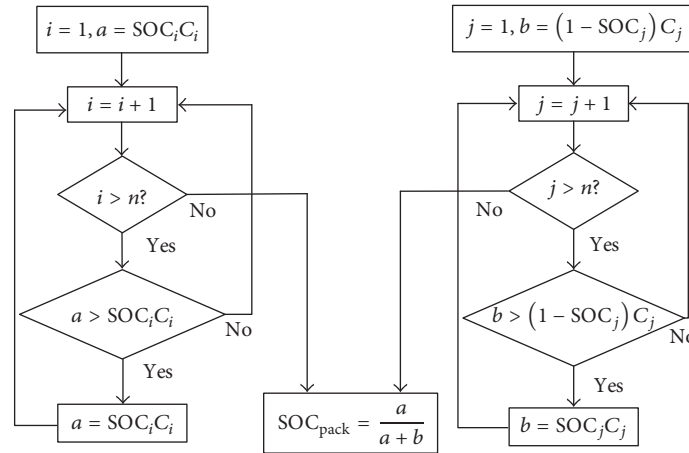 i = 1, a = SOC_iC_i
i = i + 1
i > n?
No
Yes
a > SOC_iC_i
No
Yes
a = SOC_iC_i
SOC_pack = a / (a + b)
j = 1, b = (1 − SOC_j) C_j
j = j + 1
j > n?
No
Yes
b > (1 − SOC_j) C_j
No
Yes
b = SOC_jC_j